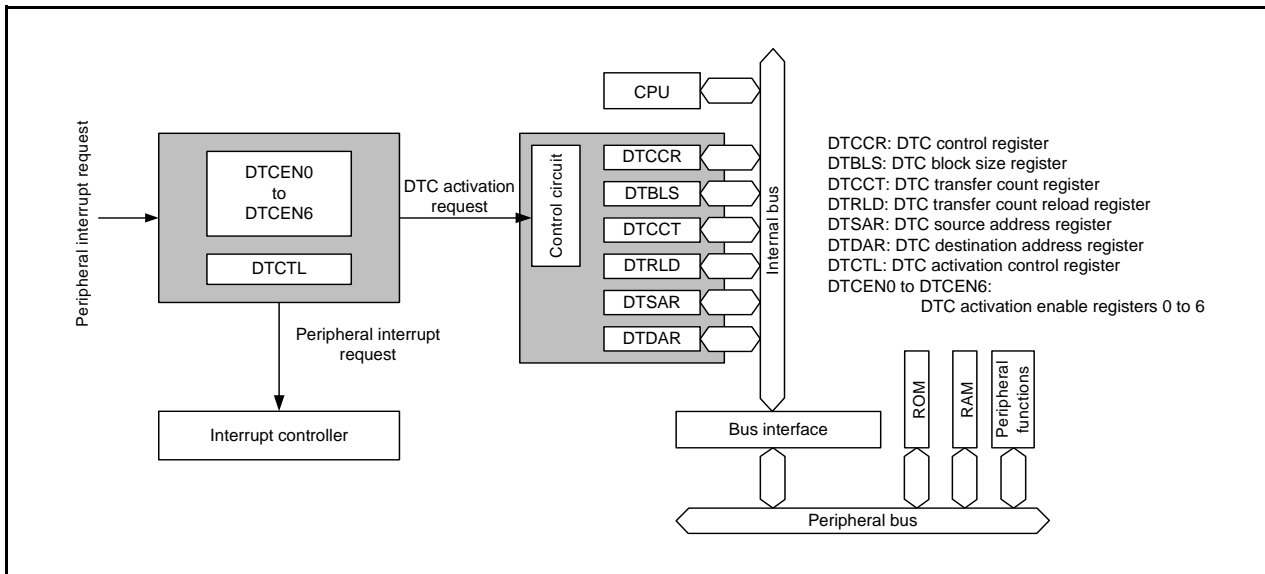 Peripheral interrupt request
DTCEN0
to
DTCEN6
DTCTL
DTC activation
request
Peripheral interrupt
request
Interrupt controller
Control circuit
CPU
DTCCR
DTBLS
DTCCT
DTRLD
DTSAR
DTDAR
Internal bus
DTCCR: DTC control register
DTBLS: DTC block size register
DTCCT: DTC transfer count register
DTRLD: DTC transfer count reload register
DTSAR: DTC source address register
DTDAR: DTC destination address register
DTCTL: DTC activation control register
DTCEN0 to DTCEN6:
DTC activation enable registers 0 to 6
Bus interface
ROM
RAM
Peripheral
functions
Peripheral bus